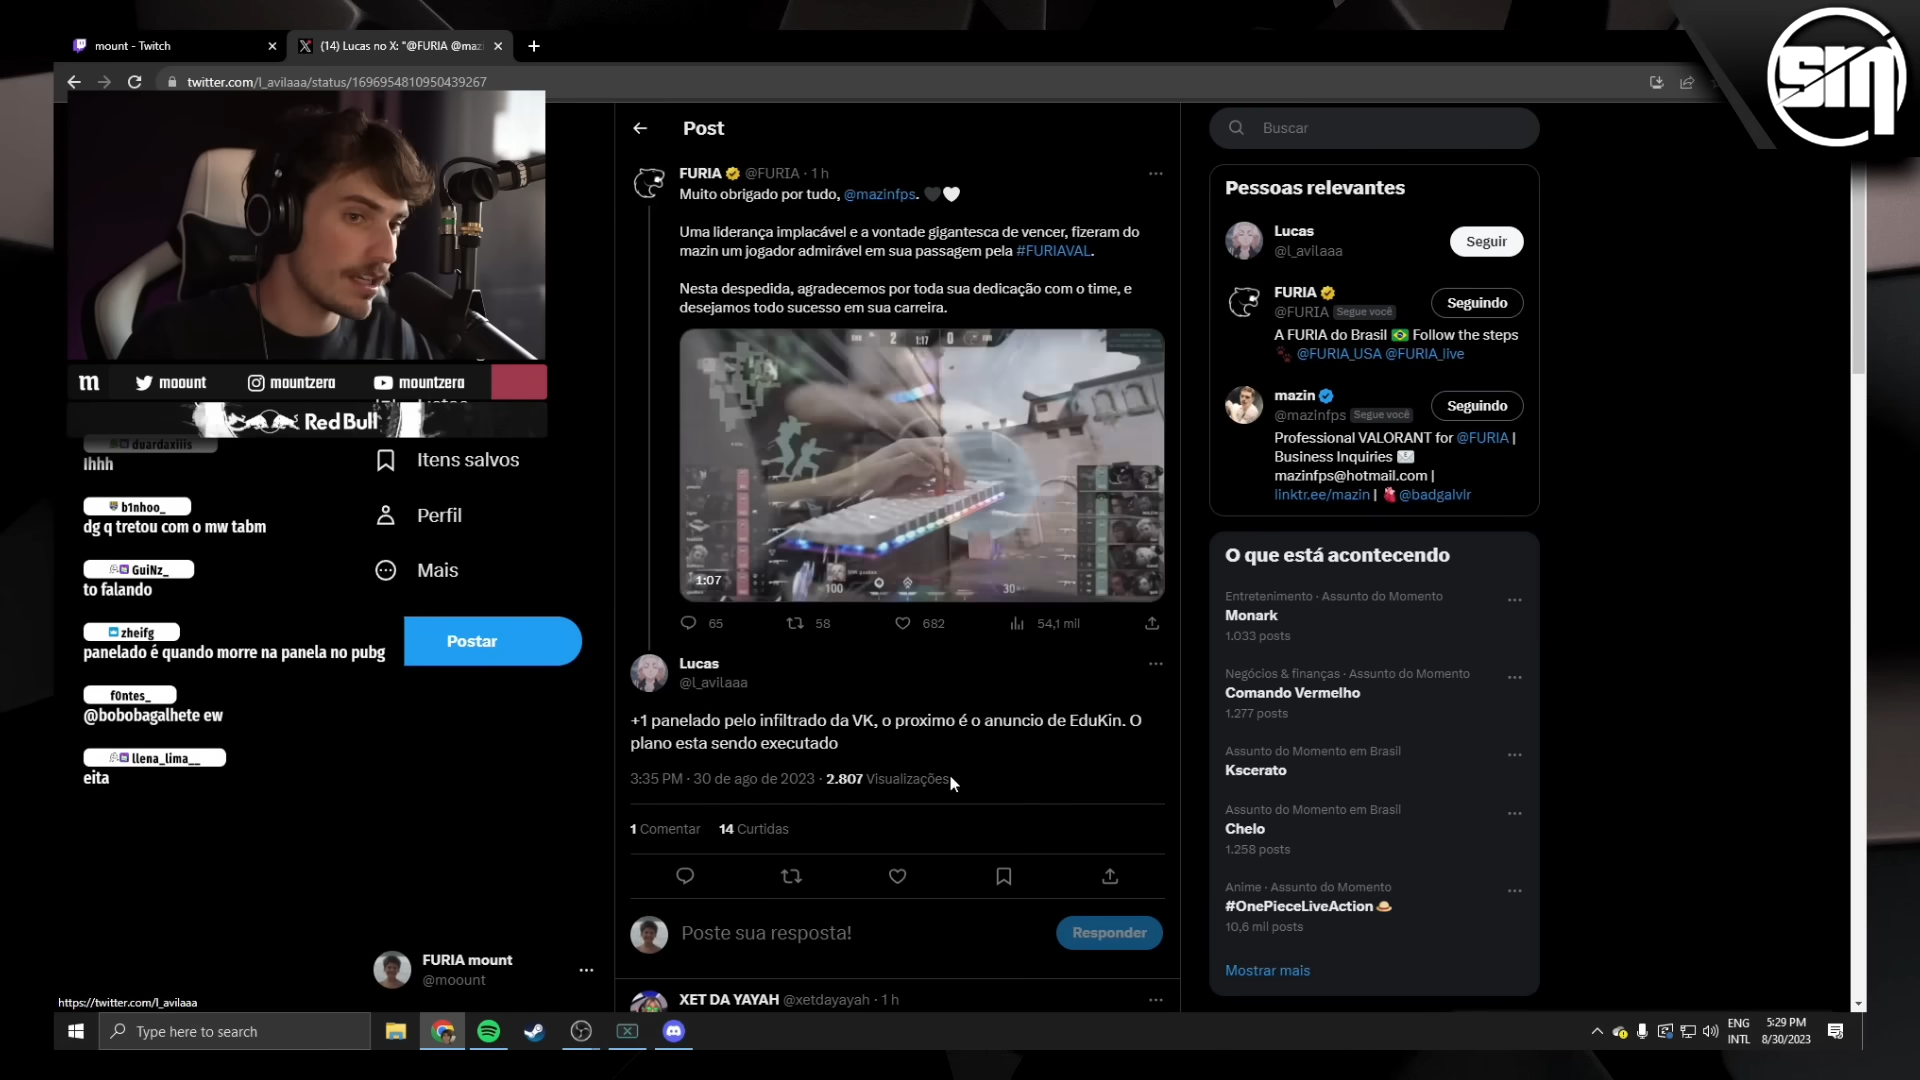 mount - Twitch
(14) Lucas no X: "@FURIA @maz
twitter.com/l_avilaaa/status/1696954810950439267
sm
m
moount
mountzera
mountzera
Red Bull
duardaxiiis
Ihhh
b1nhoo_
dg q tretou com o mw tabm
GuiNz_
to falando
zheifg
panelado é quando morre na panela no pubg
f0ntes_
@bobobagalhete ew
llena_lima__
eita
Itens salvos
Perfil
Mais
Postar
FURIA mount
@moount
https://twitter.com/l_avilaaa
Post
FURIA @FURIA · 1 h
Muito obrigado por tudo, @mazinfps.
Uma liderança implacável e a vontade gigantesca de vencer, fizeram do
mazin um jogador admirável em sua passagem pela #FURIAVAL.
Nesta despedida, agradecemos por toda sua dedicação com o time, e
desejamos todo sucesso em sua carreira.
2 1:17 0
100
30
1:07
65 58 682 54,1 mil
Lucas
@l_avilaaa
+1 panelado pelo infiltrado da VK, o proximo é o anuncio de EduKin. O
plano esta sendo executado
3:35 PM · 30 de ago de 2023 · 2.807 Visualizações
1 Comentar 14 Curtidas
Poste sua resposta!
Responder
XET DA YAYAH @xetdayayah · 1 h
Buscar
Pessoas relevantes
Lucas
@l_avilaaa
Seguir
FURIA
@FURIA Segue você
Seguindo
A FURIA do Brasil Follow the steps
@FURIA_USA @FURIA_live
mazin
@mazinfps Segue você
Seguindo
Professional VALORANT for @FURIA |
Business Inquiries
mazinfps@hotmail.com |
linktr.ee/mazin | @badgalvlr
O que está acontecendo
Entretenimento · Assunto do Momento
Monark
1.033 posts
Negócios & finanças · Assunto do Momento
Comando Vermelho
1.277 posts
Assunto do Momento em Brasil
Kscerato
Assunto do Momento em Brasil
Chelo
1.258 posts
Anime · Assunto do Momento
#OnePieceLiveAction
10,6 mil posts
Mostrar mais
Type here to search
ENG
INTL
5:29 PM
8/30/2023